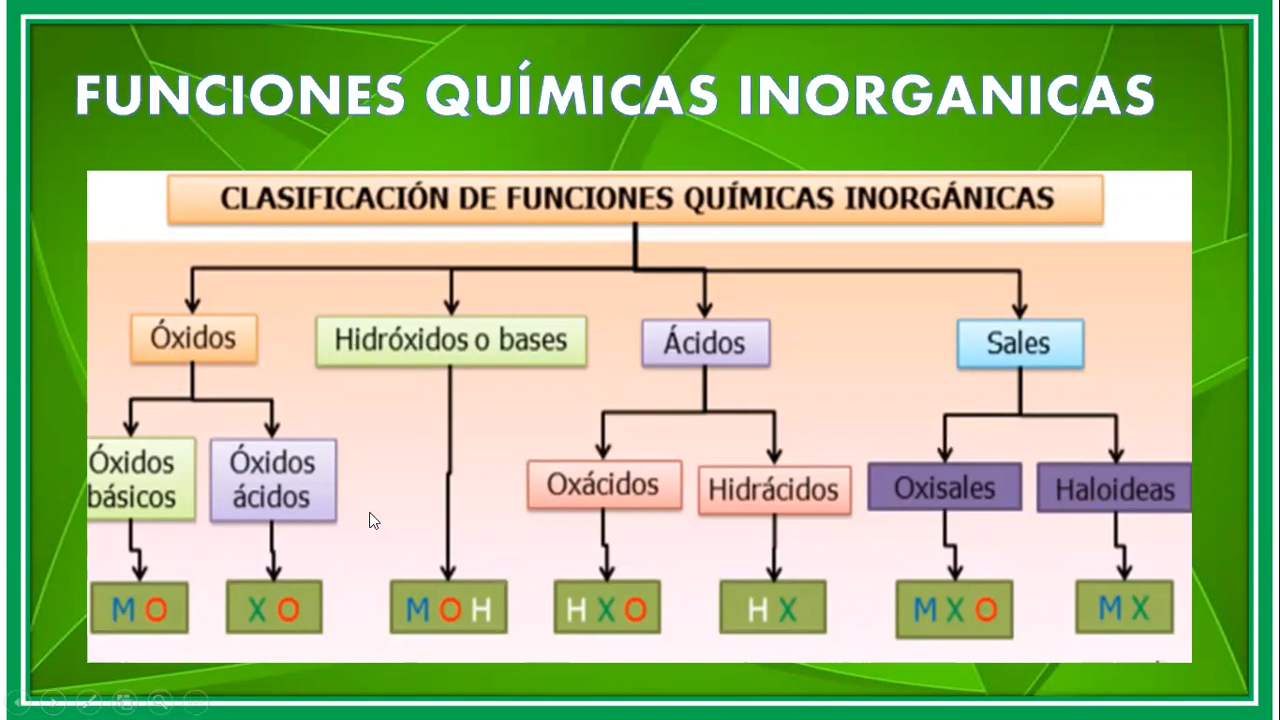 FUNCIONES QUÍMICAS INORGANICAS
CLASIFICACIÓN DE FUNCIONES QUÍMICAS INORGÁNICAS
Óxidos
Hidróxidos o bases
Ácidos
Sales
Óxidos
básicos
Óxidos
ácidos
Oxácidos
Hidrácidos
Oxisales
Haloideas
M O
X O
M O H
H X O
H X
M X O
M X